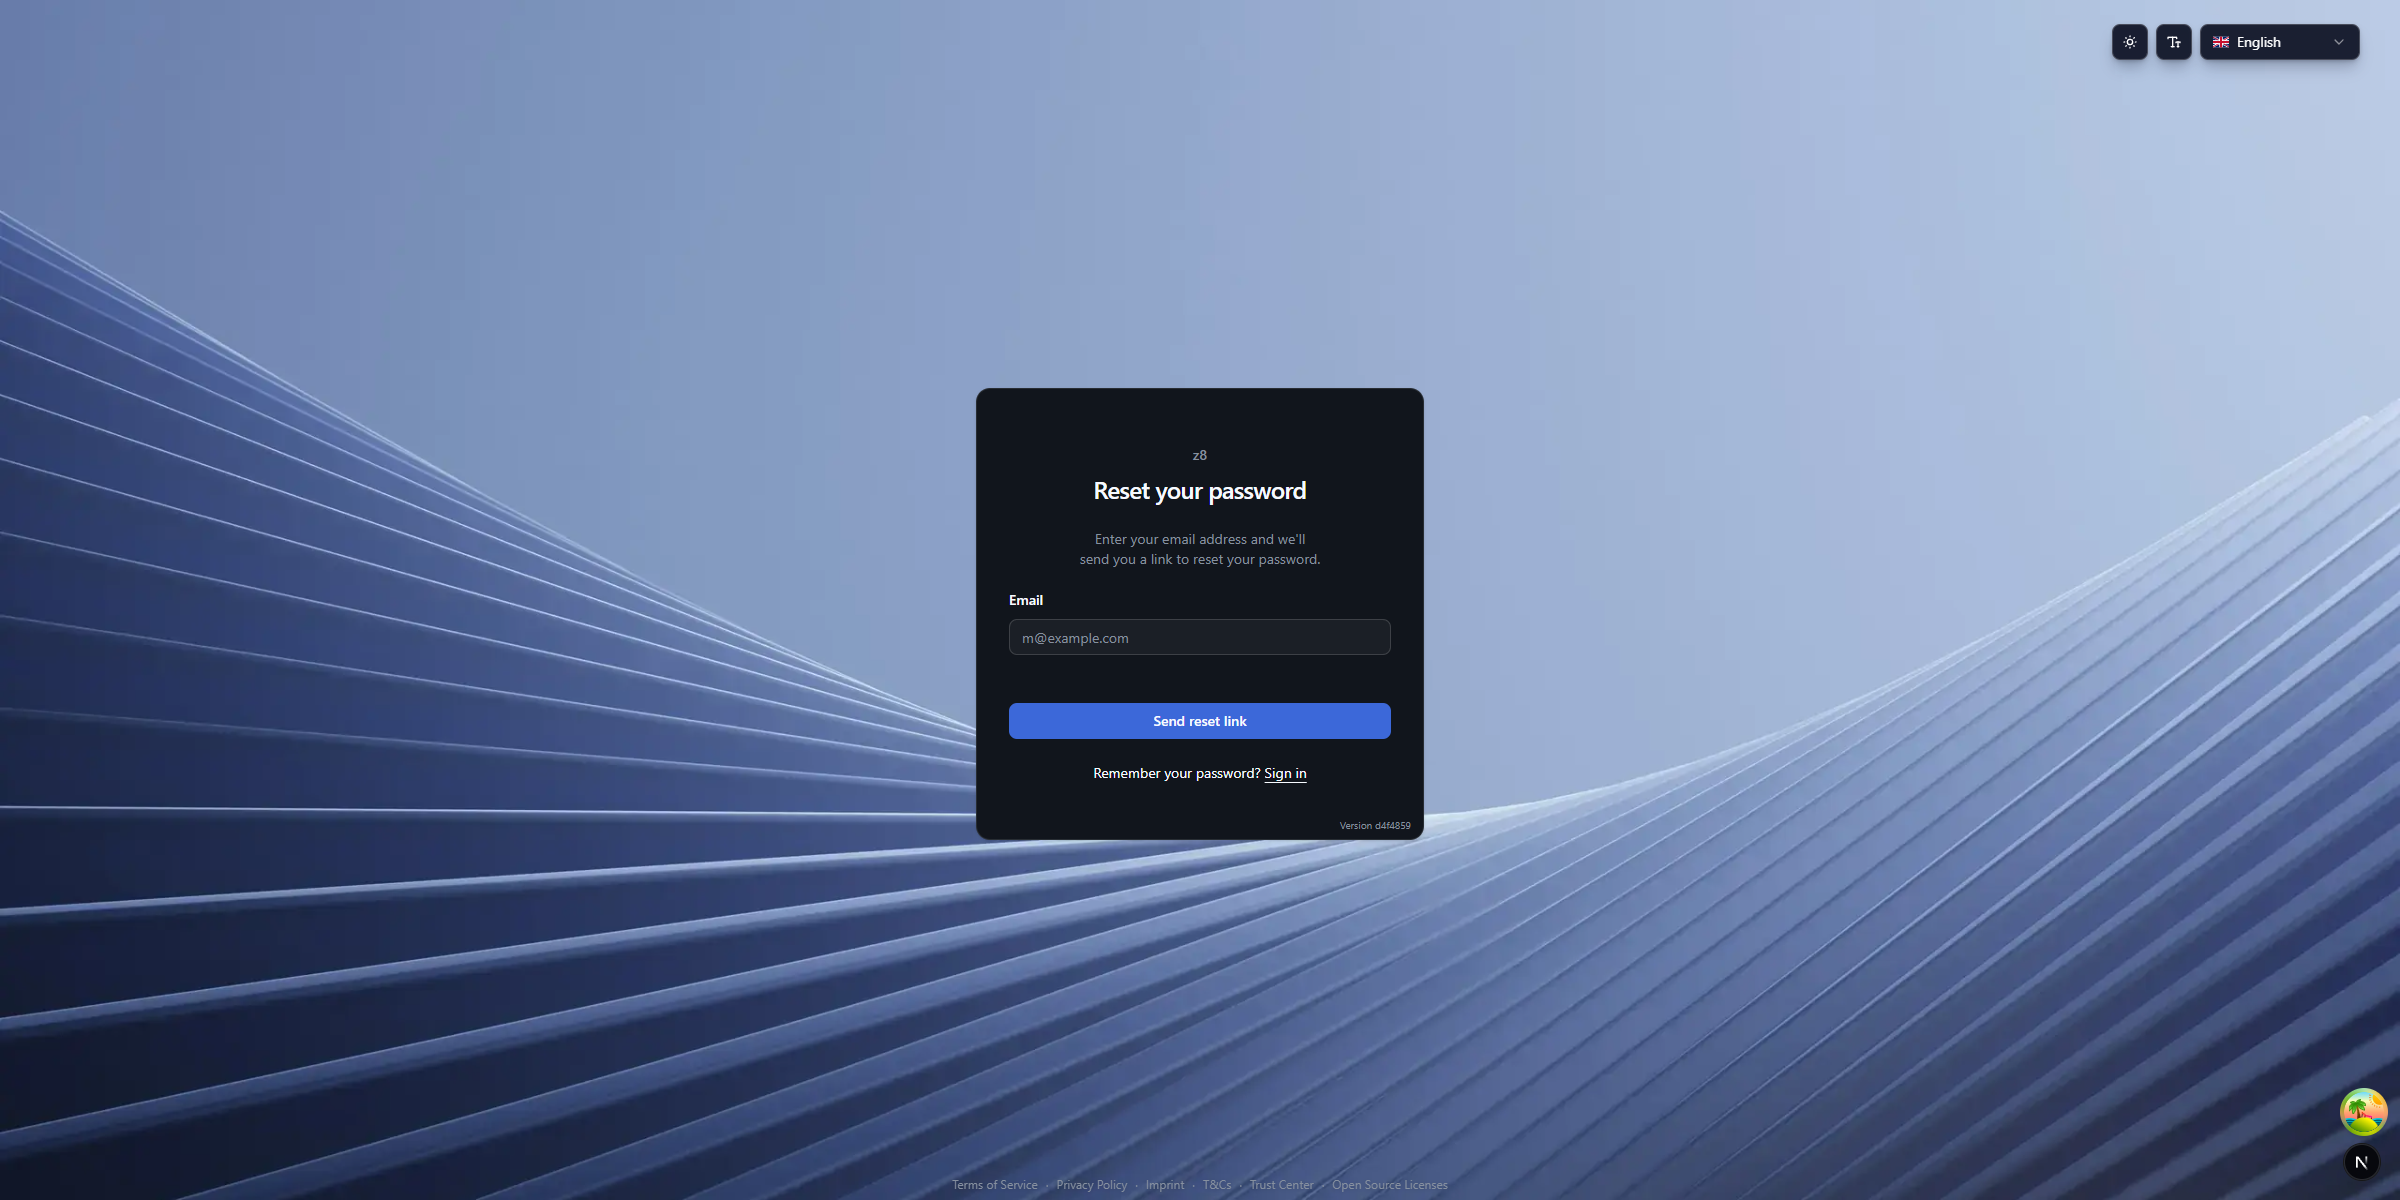 English
z8
Reset your password
Enter your email address and we'll
send you a link to reset your password.
Email
m@example.com
Send reset link
Remember your password? Sign in
Version d4f4859
Terms of Service · Privacy Policy · Imprint · T&Cs · Trust Center · Open Source Licenses